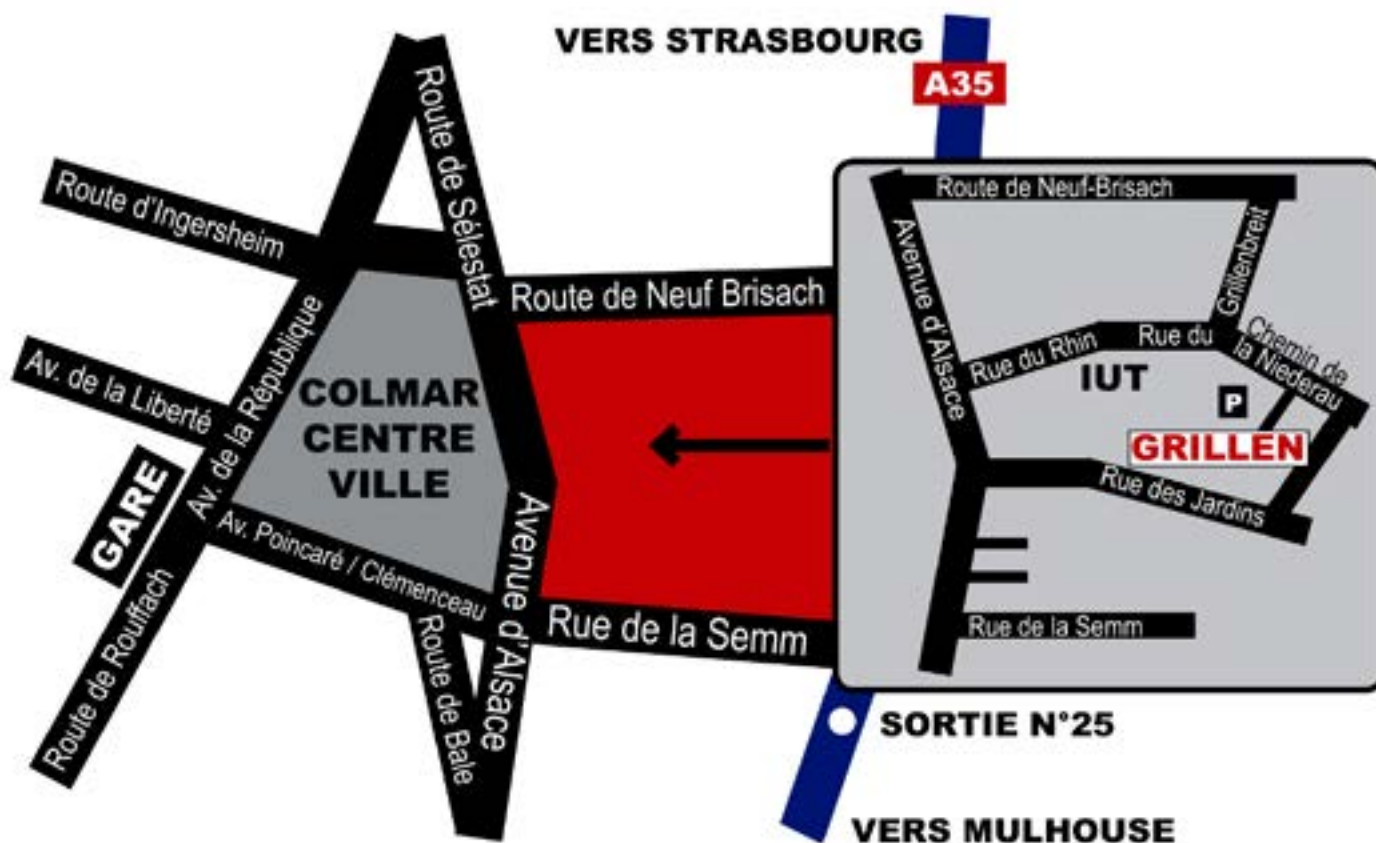 VERS STRASBOURG
A35
Route de Sélestat
Route d'Ingersheim
Route de Neuf Brisach
Av. de la Liberté
Av. de la République
COLMAR
CENTRE
VILLE
GARE
Av. Poincaré / Clémenceau
Avenue d'Alsace
Rue de la Semm
Route de Rouffach
Route de Bale
Route de Neuf-Brisach
Avenue d'Alsace
Grillenbreit
Rue du Rhin
Rue du
Chemin de
la Niederau
IUT
P
GRILLEN
Rue des Jardins
Rue de la Semm
SORTIE N°25
VERS MULHOUSE